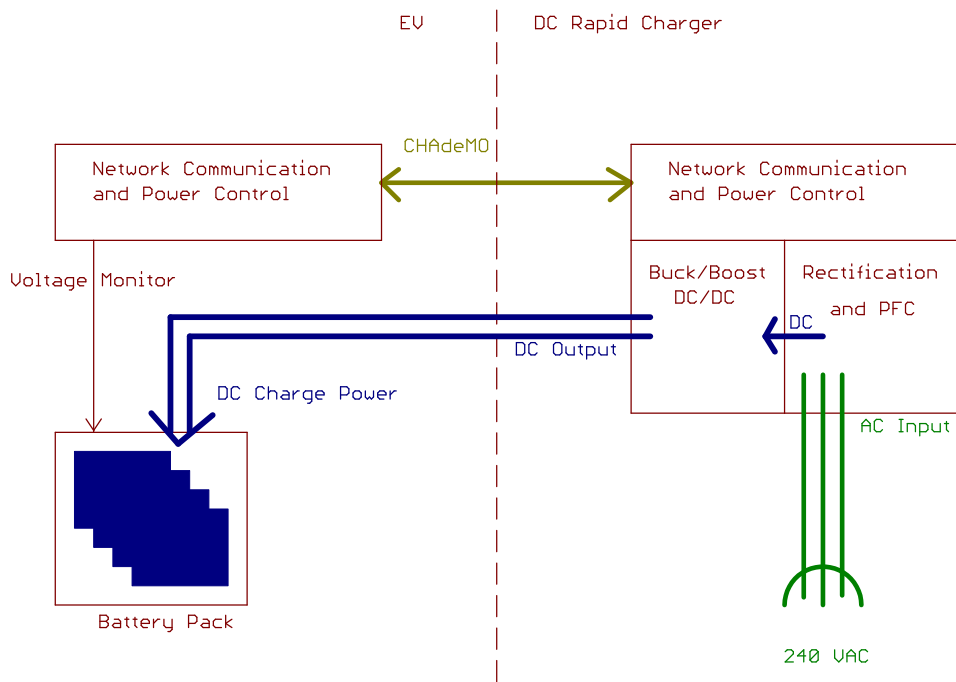 EV
DC Rapid Charger
CHAdeMO
Network Communication
and Power Control
Network Communication
and Power Control
Voltage Monitor
Buck/Boost
DC/DC
Rectification
and PFC
DC
DC Output
DC Charge Power
AC Input
Battery Pack
240 VAC